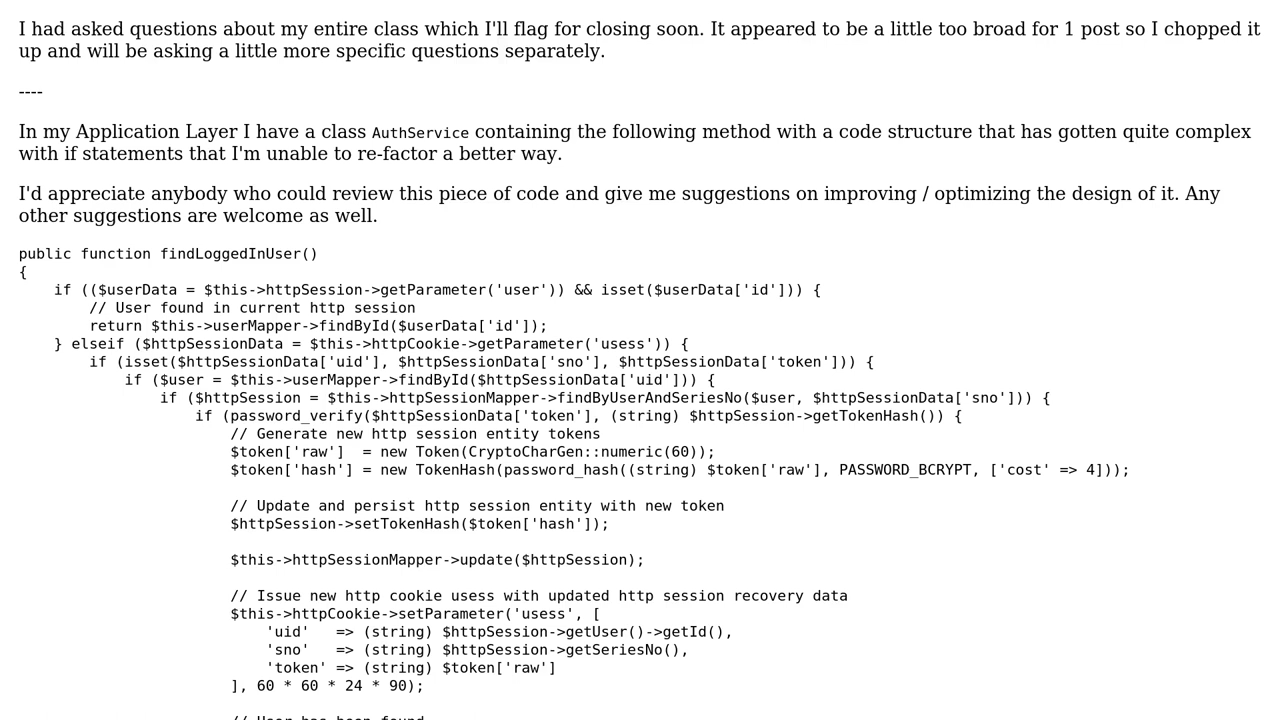 I had asked questions about my entire class which I'll flag for closing soon. It appeared to be a little too broad for 1 post so I chopped it
up and will be asking a little more specific questions separately.
----
In my Application Layer I have a class AuthService containing the following method with a code structure that has gotten quite complex
with if statements that I'm unable to re-factor a better way.
I'd appreciate anybody who could review this piece of code and give me suggestions on improving / optimizing the design of it. Any
other suggestions are welcome as well.
public function findLoggedInUser()
{
    if (($userData = $this->httpSession->getParameter('user')) && isset($userData['id'])) {
        // User found in current http session
        return $this->userMapper->findById($userData['id']);
    } elseif ($httpSessionData = $this->httpCookie->getParameter('usess')) {
        if (isset($httpSessionData['uid'], $httpSessionData['sno'], $httpSessionData['token'])) {
            if ($user = $this->userMapper->findById($httpSessionData['uid'])) {
                if ($httpSession = $this->httpSessionMapper->findByUserAndSeriesNo($user, $httpSessionData['sno'])) {
                    if (password_verify($httpSessionData['token'], (string) $httpSession->getTokenHash()) {
                        // Generate new http session entity tokens
                        $token['raw']  = new Token(CryptoCharGen::numeric(60));
                        $token['hash'] = new TokenHash(password_hash((string) $token['raw'], PASSWORD_BCRYPT, ['cost' => 4]));
                        // Update and persist http session entity with new token
                        $httpSession->setTokenHash($token['hash']);
                        $this->httpSessionMapper->update($httpSession);
                        // Issue new http cookie usess with updated http session recovery data
                        $this->httpCookie->setParameter('usess', [
                            'uid'   => (string) $httpSession->getUser()->getId(),
                            'sno'   => (string) $httpSession->getSeriesNo(),
                            'token' => (string) $token['raw']
                        ], 60 * 60 * 24 * 90);
                        // User has been found